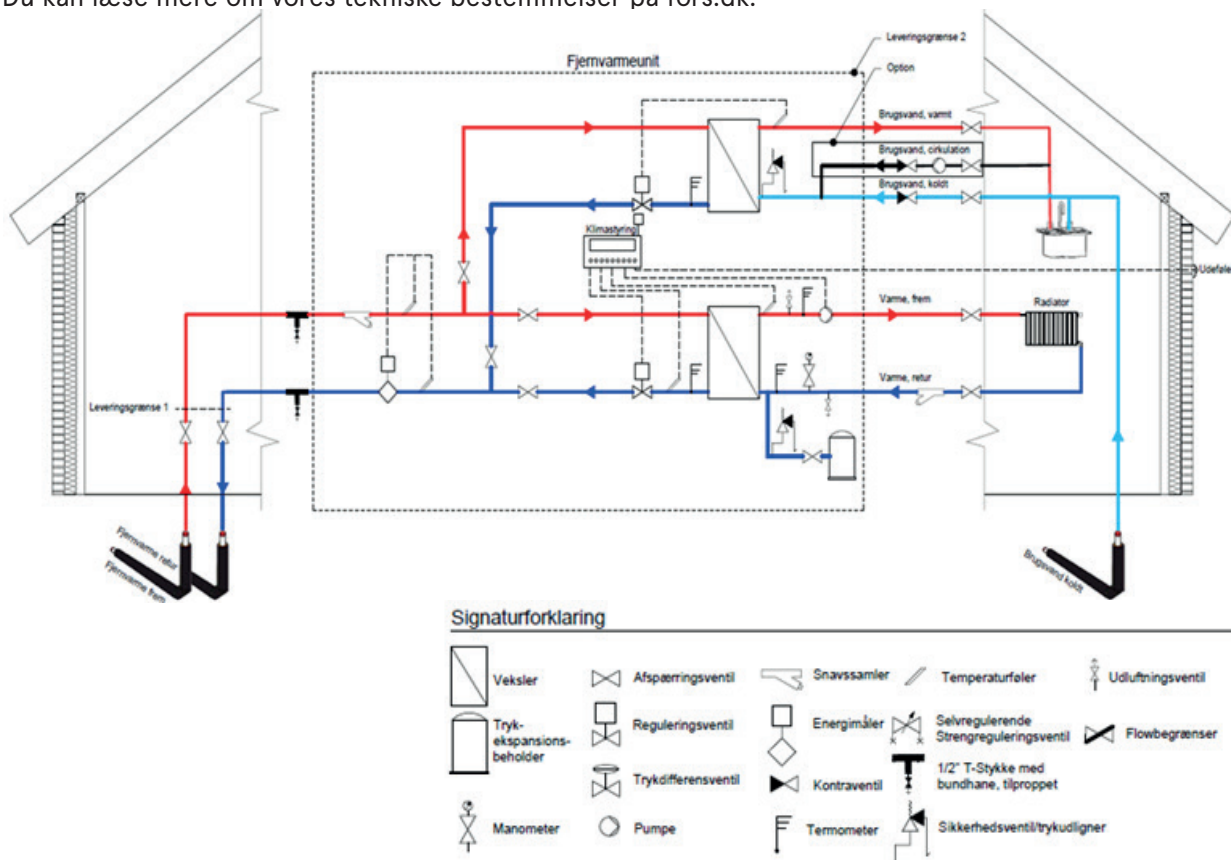 Du kan læse mere om vores tekniske bestemmelser på fors.dk.
Leveringsgrænse 2
Fjernvarmeunit
Option
Brugsvand, varmt
Brugsvand, cirkulation
Brugsvand, koldt
Klimastyring
Udeføler
Varme, frem
Radiator
Varme, retur
Leveringsgrænse 1
Fjernvarme retur
Fjernvarme frem
Brugsvand koldt
Signaturforklaring
Veksler
Afspærringsventil
Snavssamler
Temperaturføler
Udluftningsventil
Tryk-
ekspansions-
beholder
Reguleringsventil
Energimåler
Selvregulerende
Strengreguleringsventil
Flowbegrænser
Trykdifferensventil
Kontraventil
1/2" T-Stykke med
bundhane, tilproppet
Manometer
Pumpe
Termometer
Sikkerhedsventil/trykudligner